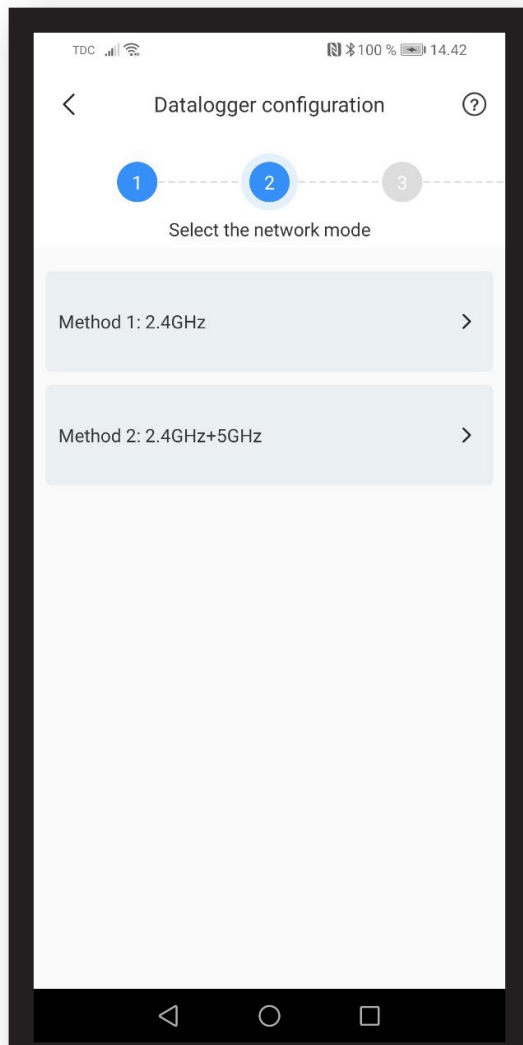 TDC 100 % 14.42
Datalogger configuration ?
1 2 3
Select the network mode
Method 1: 2.4GHz
Method 2: 2.4GHz+5GHz